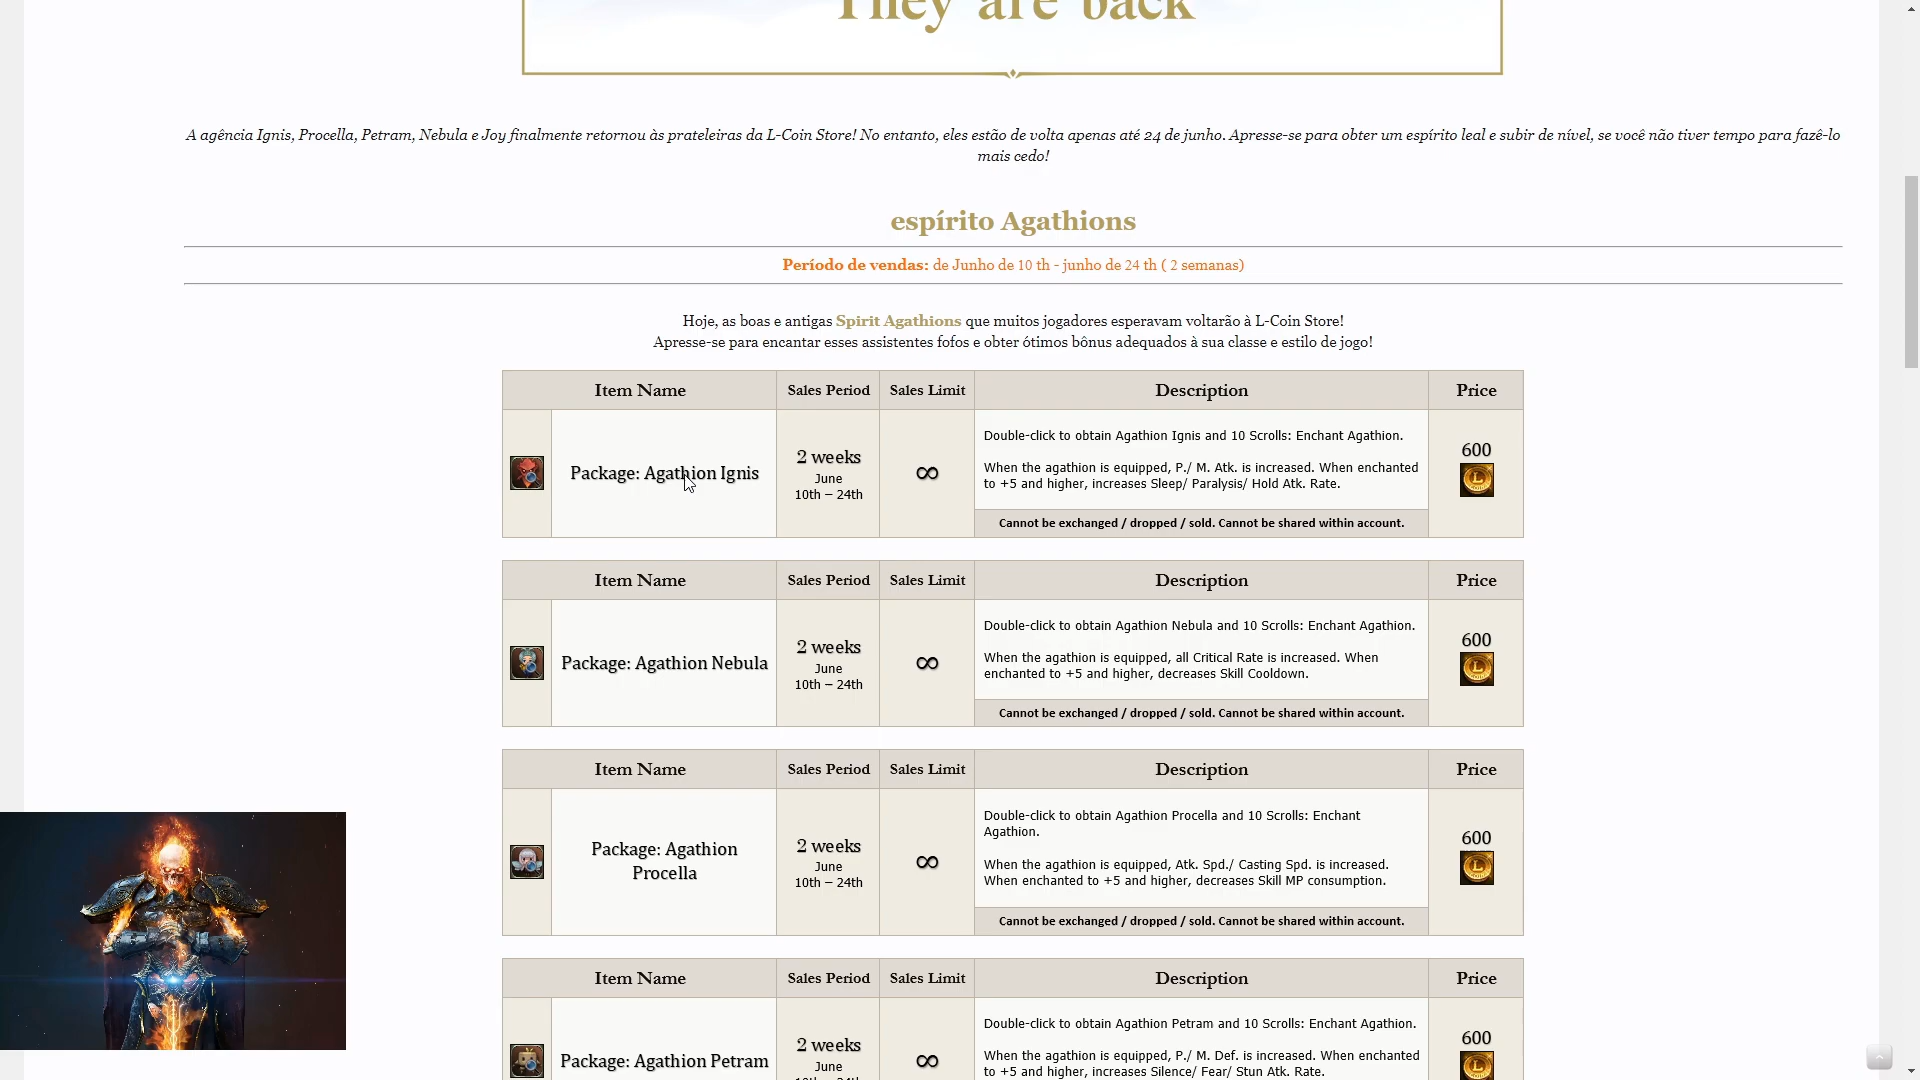 They are back
A agência Ignis, Procella, Petram, Nebula e Joy finalmente retornou às prateleiras da L-Coin Store! No entanto, eles estão de volta apenas até 24 de junho. Apresse-se para obter um espírito leal e subir de nível, se você não tiver tempo para fazê-lo
mais cedo!
espírito Agathions
Período de vendas: de Junho de 10 th - junho de 24 th ( 2 semanas)
Hoje, as boas e antigas Spirit Agathions que muitos jogadores esperavam voltarão à L-Coin Store!
Apresse-se para encantar esses assistentes fofos e obter ótimos bônus adequados à sua classe e estilo de jogo!
Item Name Sales Period Sales Limit Description Price
Package: Agathion Ignis
2 weeks
June
10th – 24th
∞
Double-click to obtain Agathion Ignis and 10 Scrolls: Enchant Agathion.
When the agathion is equipped, P./ M. Atk. is increased. When enchanted
to +5 and higher, increases Sleep/ Paralysis/ Hold Atk. Rate.
Cannot be exchanged / dropped / sold. Cannot be shared within account.
600
L
Item Name Sales Period Sales Limit Description Price
Package: Agathion Nebula
2 weeks
June
10th – 24th
∞
Double-click to obtain Agathion Nebula and 10 Scrolls: Enchant Agathion.
When the agathion is equipped, all Critical Rate is increased. When
enchanted to +5 and higher, decreases Skill Cooldown.
Cannot be exchanged / dropped / sold. Cannot be shared within account.
600
L
Item Name Sales Period Sales Limit Description Price
Package: Agathion
Procella
2 weeks
June
10th – 24th
∞
Double-click to obtain Agathion Procella and 10 Scrolls: Enchant
Agathion.
When the agathion is equipped, Atk. Spd./ Casting Spd. is increased.
When enchanted to +5 and higher, decreases Skill MP consumption.
Cannot be exchanged / dropped / sold. Cannot be shared within account.
600
L
Item Name Sales Period Sales Limit Description Price
Package: Agathion Petram
2 weeks
June
10th – 24th
∞
Double-click to obtain Agathion Petram and 10 Scrolls: Enchant Agathion.
When the agathion is equipped, P./ M. Def. is increased. When enchanted
to +5 and higher, increases Silence/ Fear/ Stun Atk. Rate.
600
L